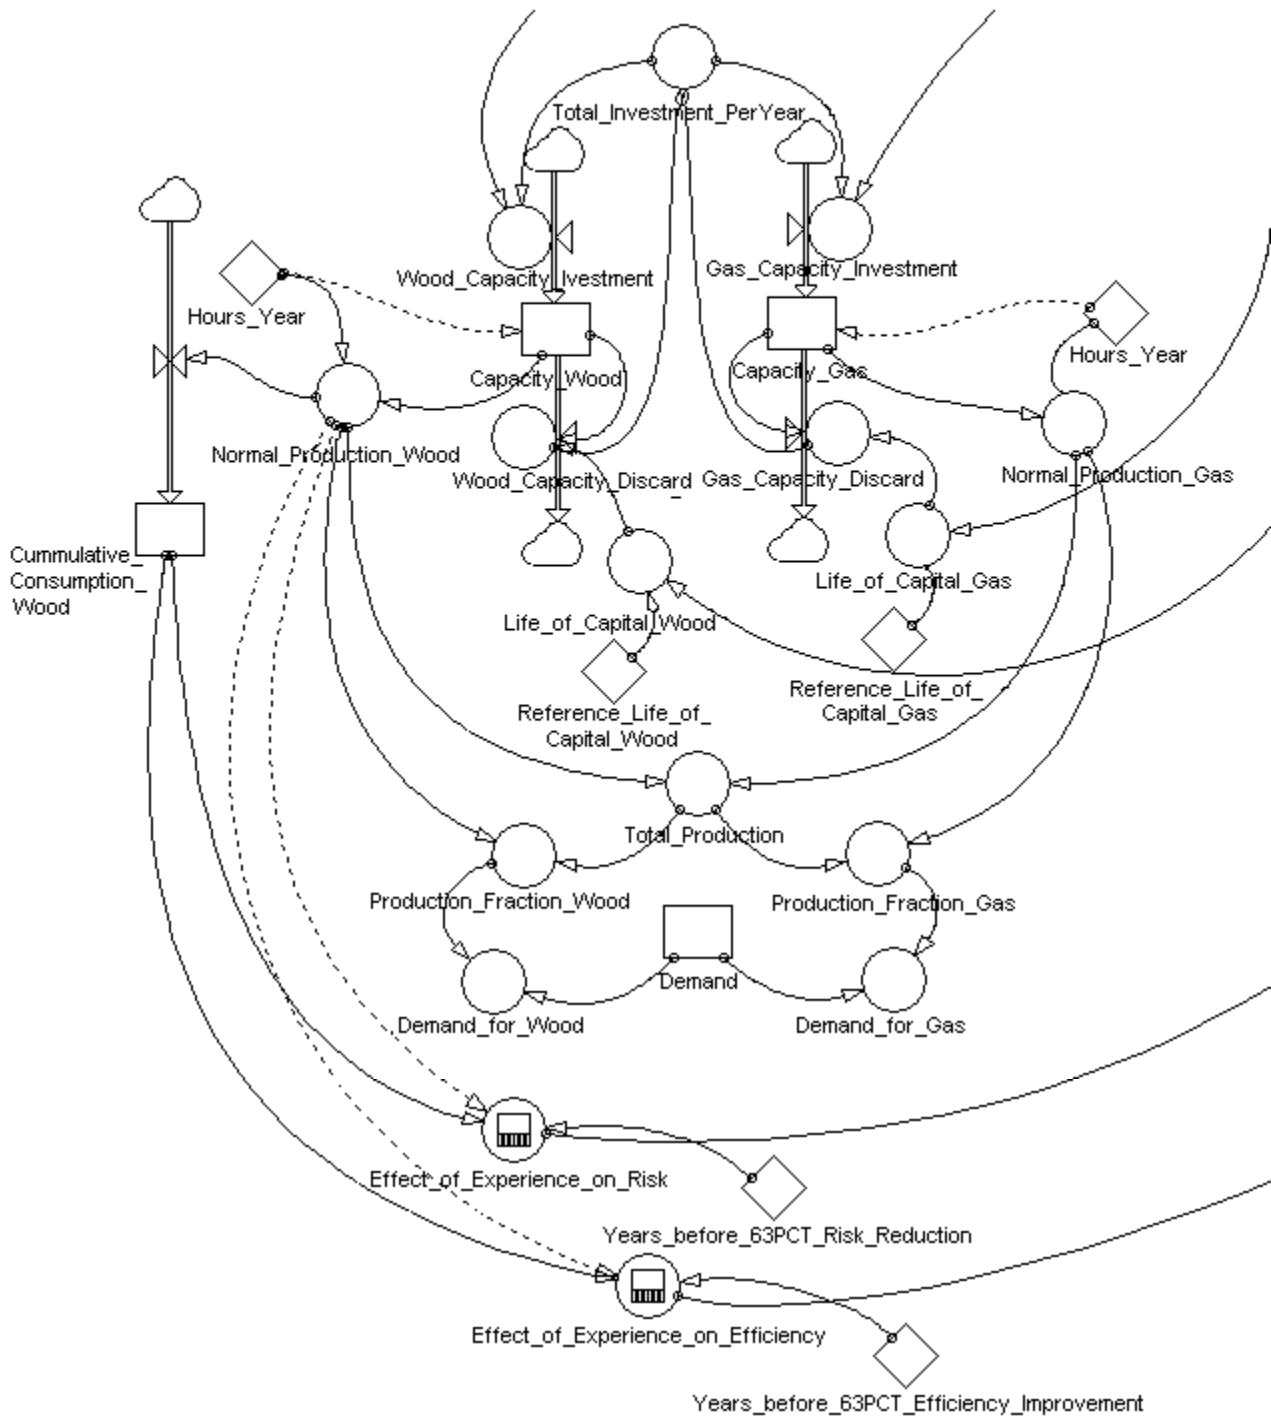 Total_Investment_PerYear
Wood_Capacity_Ivestment
Gas_Capacity_Investment
Hours_Year
Hours_Year
Capacity_Wood
Capacity_Gas
Normal_Production_Wood
Wood_Capacity_Discard_
Gas_Capacity_Discard
Normal_Production_Gas
Cummulative_
Consumption_
Wood
Life_of_Capital_Wood
Life_of_Capital_Gas
Reference_Life_of_
Capital_Wood
Reference_Life_of_
Capital_Gas
Total_Production
Production_Fraction_Wood
Production_Fraction_Gas
Demand
Demand_for_Wood
Demand_for_Gas
Effect_of_Experience_on_Risk
Years_before_63PCT_Risk_Reduction
Effect_of_Experience_on_Efficiency
Years_before_63PCT_Efficiency_Improvement